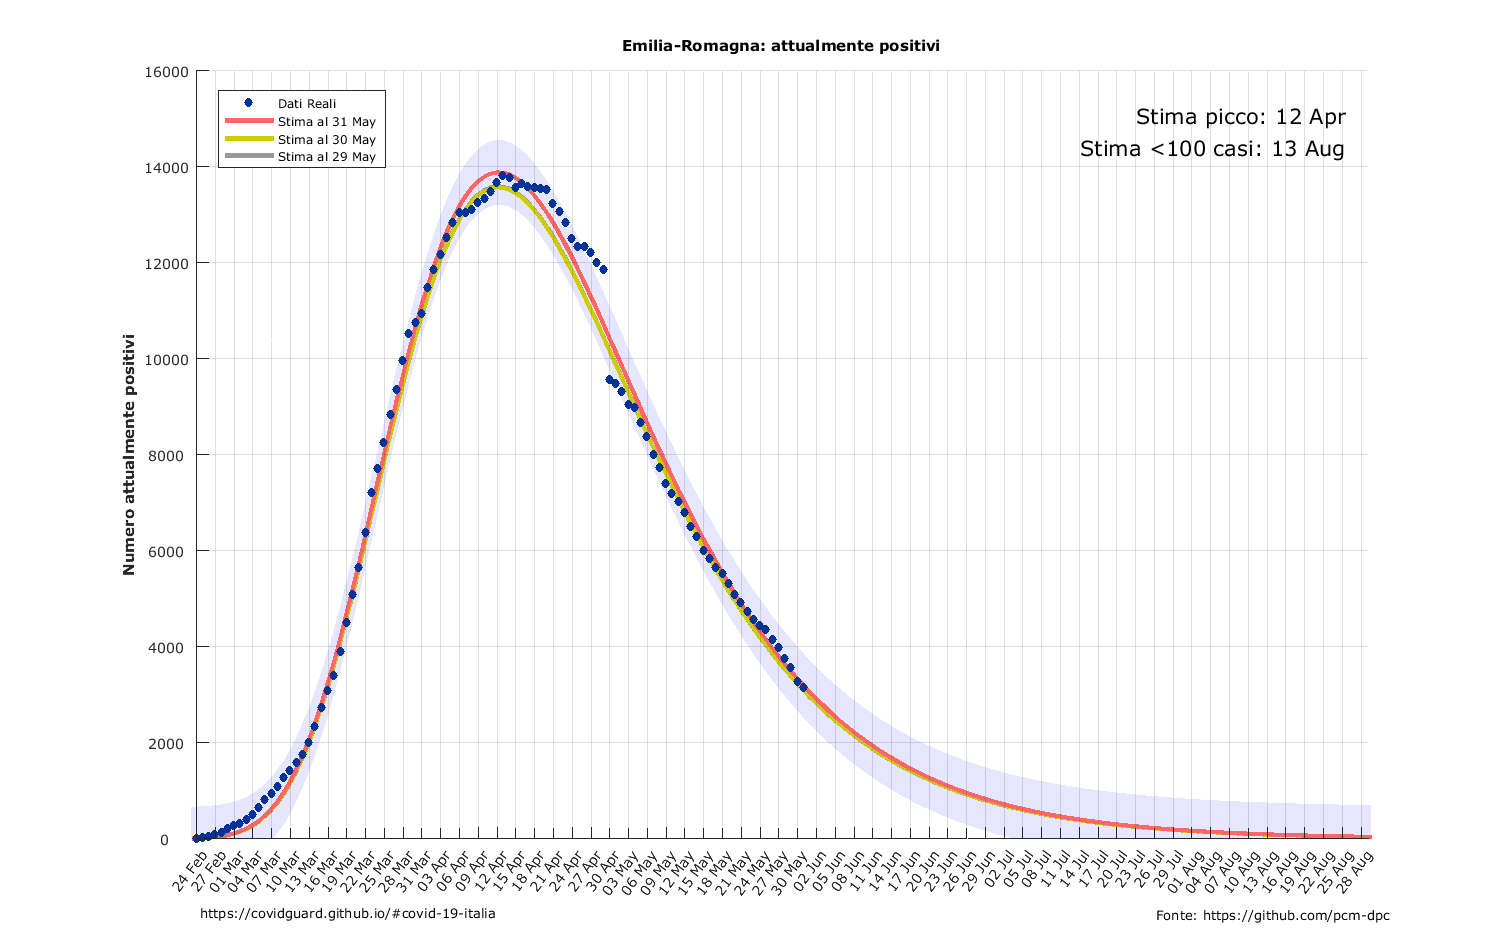 Emilia-Romagna: attualmente positivi
16000
14000
12000
10000
8000
6000
4000
2000
0
Numero attualmente positivi
Dati Reali
Stima al 31 May
Stima al 30 May
Stima al 29 May
Stima picco: 12 Apr
Stima <100 casi: 13 Aug
24 Feb
27 Feb
01 Mar
04 Mar
07 Mar
10 Mar
13 Mar
16 Mar
19 Mar
22 Mar
25 Mar
28 Mar
31 Mar
03 Apr
06 Apr
09 Apr
12 Apr
15 Apr
18 Apr
21 Apr
24 Apr
27 Apr
30 Apr
03 May
06 May
09 May
12 May
15 May
18 May
21 May
24 May
27 May
30 May
02 Jun
05 Jun
08 Jun
11 Jun
14 Jun
17 Jun
20 Jun
23 Jun
26 Jun
29 Jun
02 Jul
05 Jul
08 Jul
11 Jul
14 Jul
17 Jul
20 Jul
23 Jul
26 Jul
29 Jul
01 Aug
04 Aug
07 Aug
10 Aug
13 Aug
16 Aug
19 Aug
22 Aug
25 Aug
28 Aug
https://covidguard.github.io/#covid-19-italia
Fonte: https://github.com/pcm-dpc